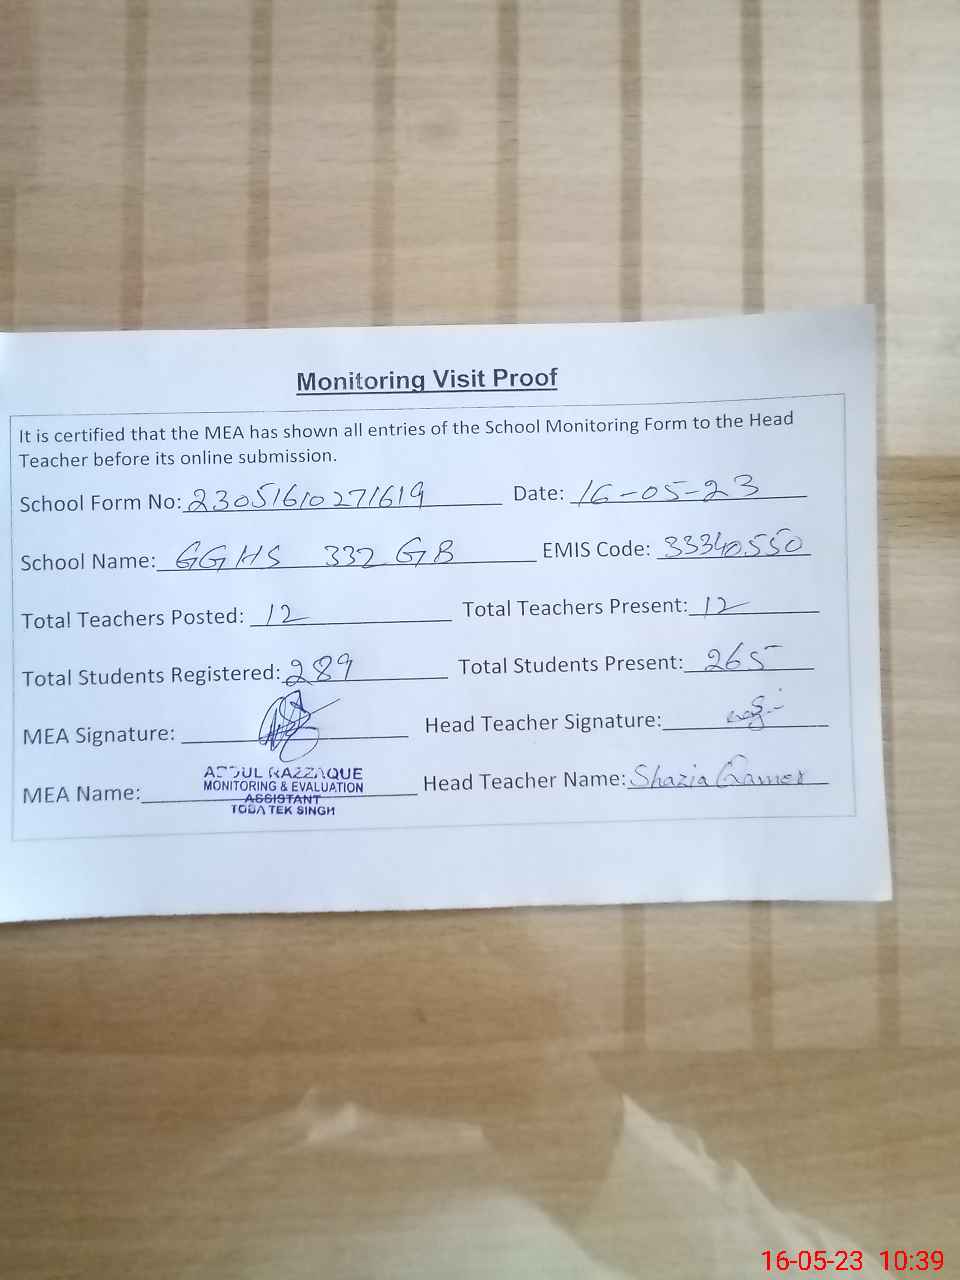 Monitoring Visit Proof
It is certified that the MEA has shown all entries of the School Monitoring Form to the Head
Teacher before its online submission.
School Form No: 23051610271619 Date: 16-05-23
School Name: GGHS 332 GB EMIS Code: 33340550
Total Teachers Posted: 12 Total Teachers Present: 12
Total Students Registered: 289 Total Students Present: 265
MEA Signature: Head Teacher Signature:
MEA Name: ABDUL RAZZAQUE Head Teacher Name: Shazia
MONITORING & EVALUATION
ASSISTANT
TOBA TEK SINGH
16-05-23 10:39